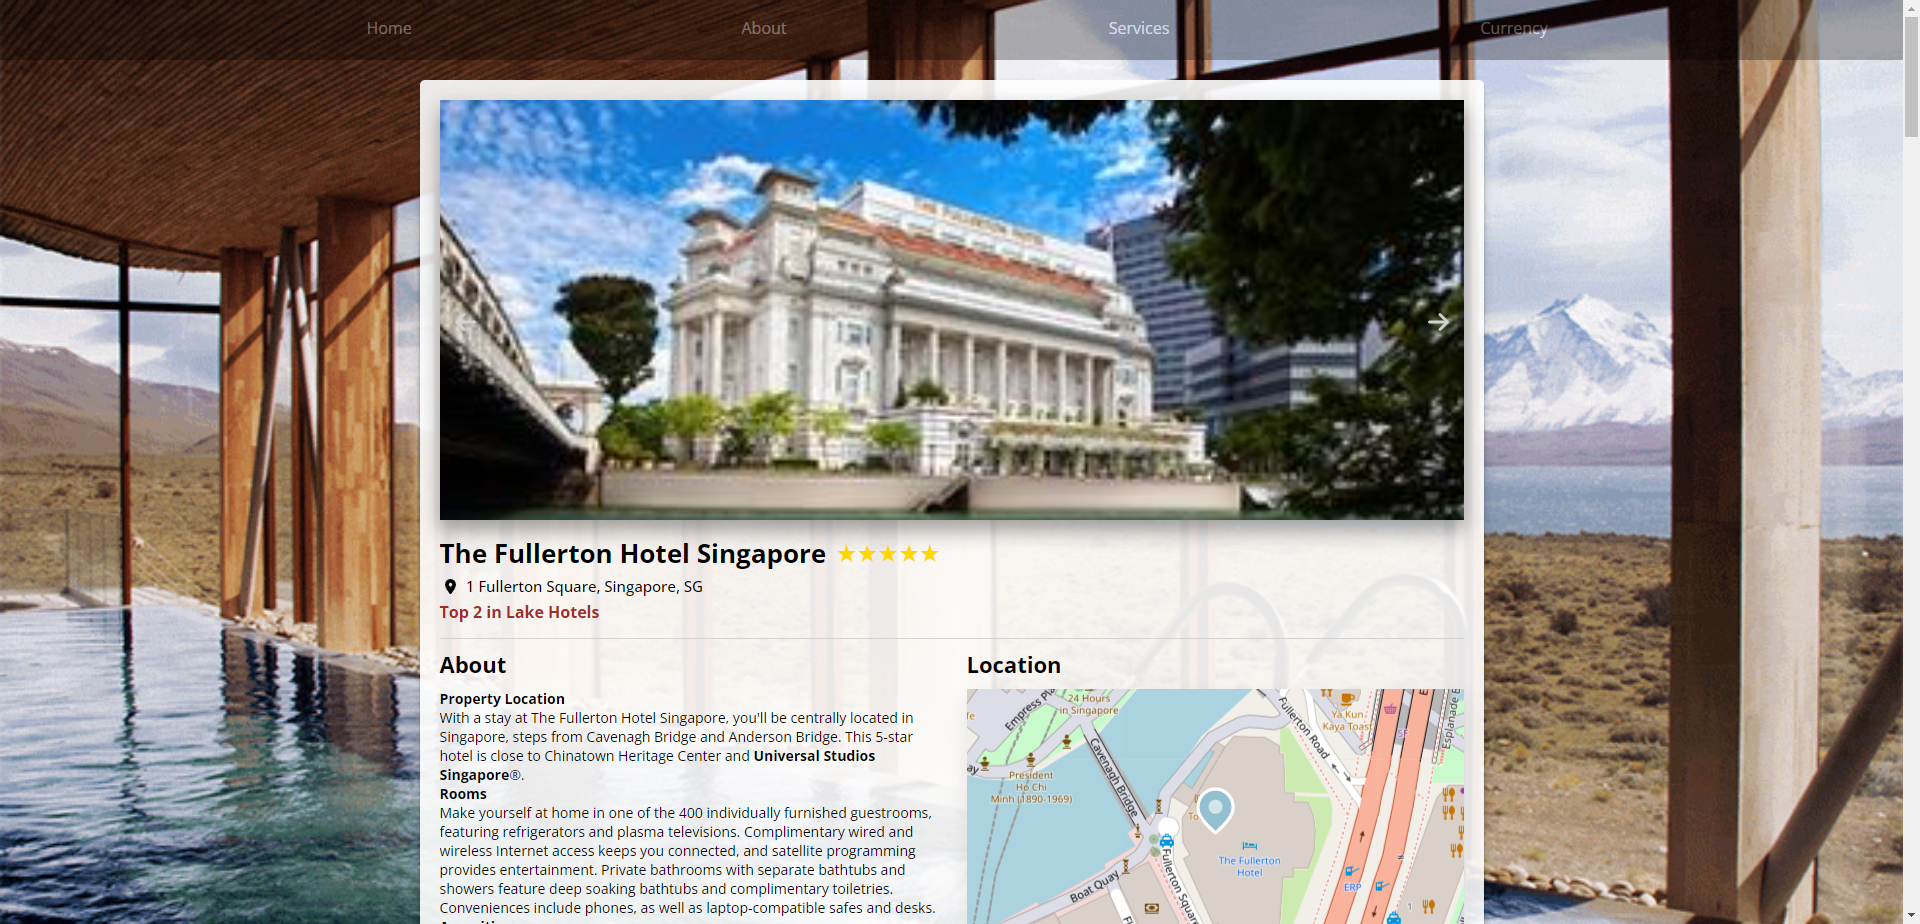 Home
About
Services
Currency
THE FULLERTON HOTEL
The Fullerton Hotel Singapore
1 Fullerton Square, Singapore, SG
Top 2 in Lake Hotels
About
Property Location
With a stay at The Fullerton Hotel Singapore, you'll be centrally located in
Singapore, steps from Cavenagh Bridge and Anderson Bridge. This 5-star
hotel is close to Chinatown Heritage Center and Universal Studios
Singapore®.
Rooms
Make yourself at home in one of the 400 individually furnished guestrooms,
featuring refrigerators and plasma televisions. Complimentary wired and
wireless Internet access keeps you connected, and satellite programming
provides entertainment. Private bathrooms with separate bathtubs and
showers feature deep soaking bathtubs and complimentary toiletries.
Conveniences include phones, as well as laptop-compatible safes and desks.
Location
24 Hours
in Singapore
Empress
President
Ho Chi
Minh (1890-1969)
Cavenagh Bridge
Boat Quay
Fullerton Square
The Fullerton
Hotel
Fullerton Road
Ya Kun
Kaya Toast
Esplanade
ERP
1